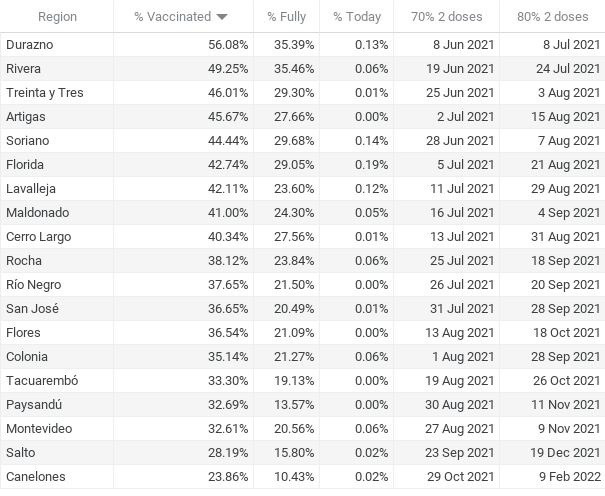 Region % Vaccinated % Fully % Today 70% 2 doses 80% 2 doses
Durazno 56.08% 35.39% 0.13% 8 Jun 2021 8 Jul 2021
Rivera 49.25% 35.46% 0.06% 19 Jun 2021 24 Jul 2021
Treinta y Tres 46.01% 29.30% 0.01% 25 Jun 2021 3 Aug 2021
Artigas 45.67% 27.66% 0.00% 2 Jul 2021 15 Aug 2021
Soriano 44.44% 29.68% 0.14% 28 Jun 2021 7 Aug 2021
Florida 42.74% 29.05% 0.19% 5 Jul 2021 21 Aug 2021
Lavalleja 42.11% 23.60% 0.12% 11 Jul 2021 29 Aug 2021
Maldonado 41.00% 24.30% 0.05% 16 Jul 2021 4 Sep 2021
Cerro Largo 40.34% 27.56% 0.01% 13 Jul 2021 31 Aug 2021
Rocha 38.12% 23.84% 0.06% 25 Jul 2021 18 Sep 2021
Río Negro 37.65% 21.50% 0.00% 26 Jul 2021 20 Sep 2021
San José 36.65% 20.49% 0.01% 31 Jul 2021 28 Sep 2021
Flores 36.54% 21.09% 0.00% 13 Aug 2021 18 Oct 2021
Colonia 35.14% 21.27% 0.06% 1 Aug 2021 28 Sep 2021
Tacuarembó 33.30% 19.13% 0.00% 19 Aug 2021 26 Oct 2021
Paysandú 32.69% 13.57% 0.00% 30 Aug 2021 11 Nov 2021
Montevideo 32.61% 20.56% 0.06% 27 Aug 2021 9 Nov 2021
Salto 28.19% 15.80% 0.02% 23 Sep 2021 19 Dec 2021
Canelones 23.86% 10.43% 0.02% 29 Oct 2021 9 Feb 2022